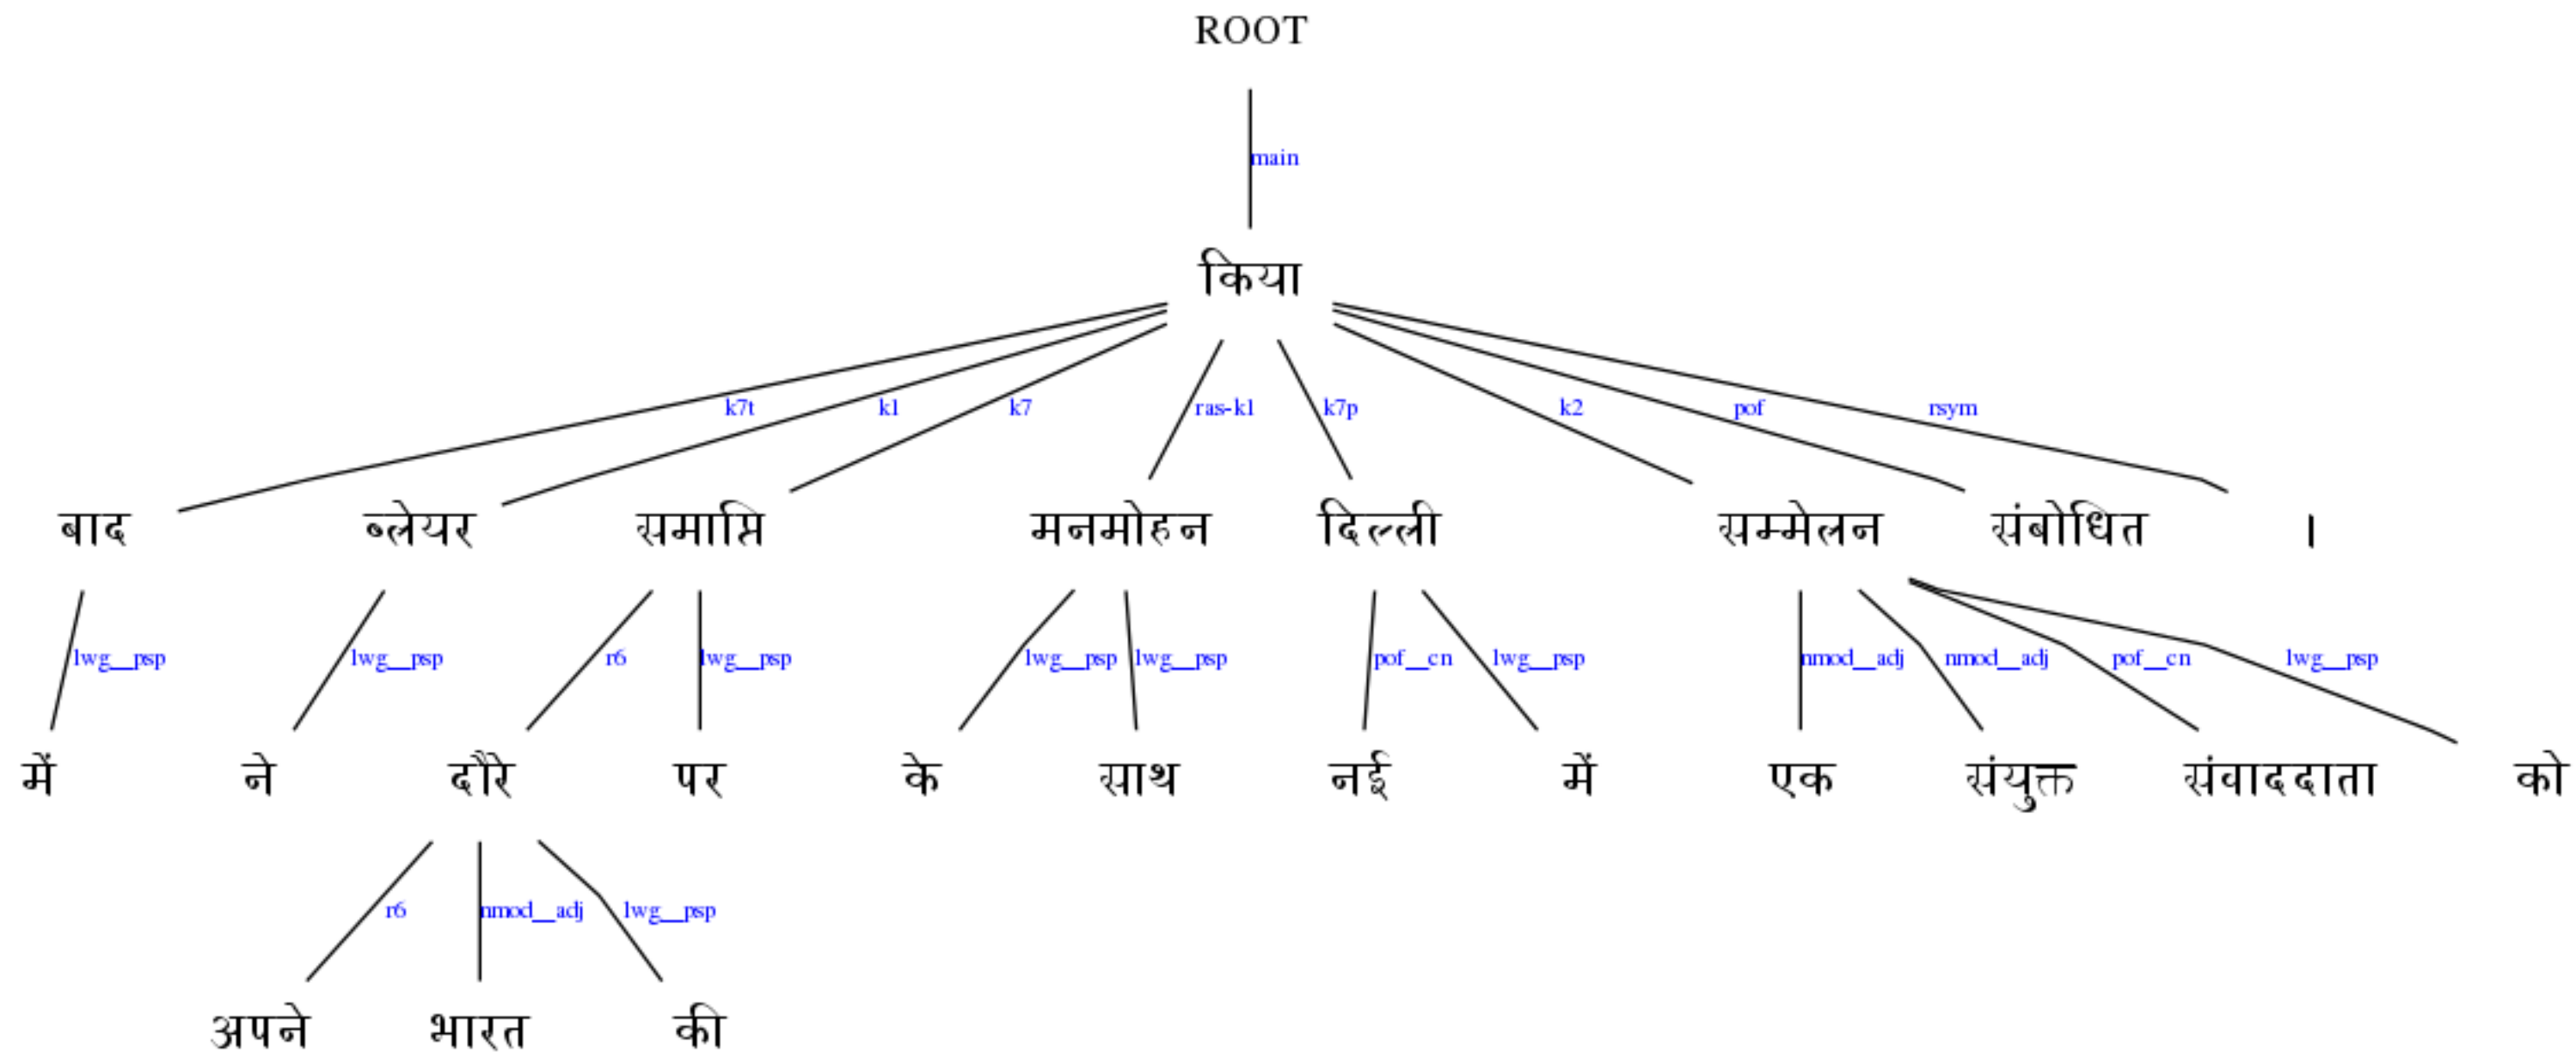 ROOT
main
किया
k7t k1 k7 ras-k1 k7p k2 pof rsym
बाद ब्लेयर समाप्ति मनमोहन दिल्ली सम्मेलन संबोधित ।
lwg__psp lwg__psp r6 lwg__psp lwg__psp lwg__psp pof__cn lwg__psp nmod__adj nmod__adj pof__cn lwg__psp
में ने दौरे पर के साथ नई में एक संयुक्त संवाददाता को
r6 nmod__adj lwg__psp
अपने भारत की